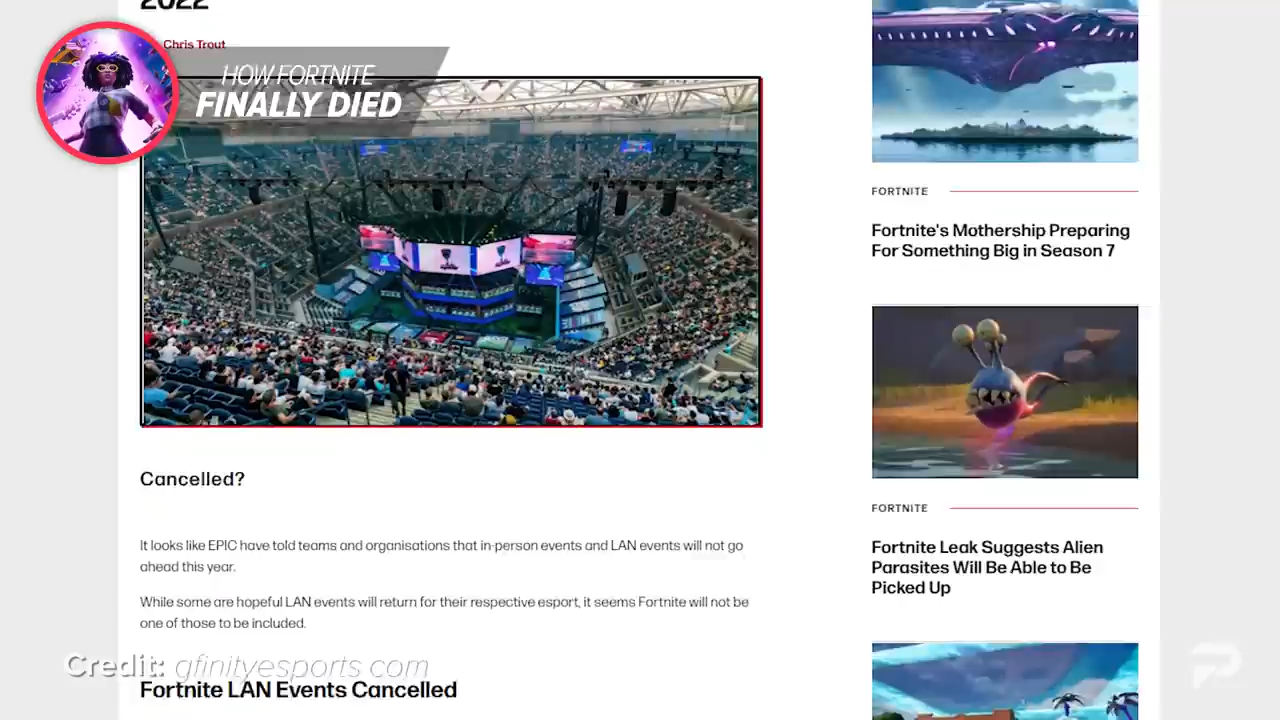 2022
Chris Trout
HOW FORTNITE
FINALLY DIED
Cancelled?
It looks like EPIC have told teams and organisations that in-person events and LAN events will not go
ahead this year.
While some are hopeful LAN events will return for their respective esport, it seems Fortnite will not be
one of those to be included.
Credit: gfinityesports.com
Fortnite LAN Events Cancelled
FORTNITE
Fortnite's Mothership Preparing
For Something Big in Season 7
FORTNITE
Fortnite Leak Suggests Alien
Parasites Will Be Able to Be
Picked Up